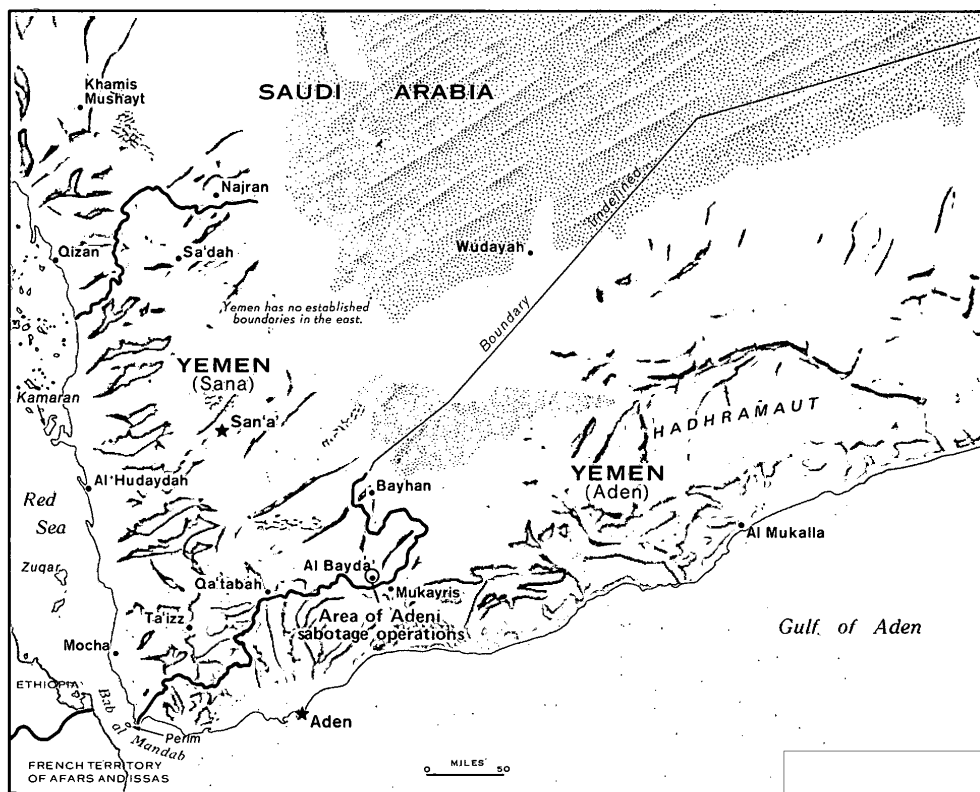 Khamis
Mushayt
SAUDI ARABIA
Najran
Undefined
Qizan
Sa'dah
Wudayah
Yemen has no established
boundaries in the east.
Boundary
YEMEN
(Sana)
Kamaran
San'a'
HADHRAMAUT
YEMEN
(Aden)
Al Hudaydah
Bayhan
Red
Sea
Al Mukalla
Zuqar
Al Bayda'
Qa'tabah
Mukayris
Ta'izz
Area of Adeni
sabotage operations
Gulf of Aden
Mocha
ETHIOPIA
Bab
al Mandab
Perim
Aden
FRENCH TERRITORY
OF AFARS AND ISSAS
MILES
0 50